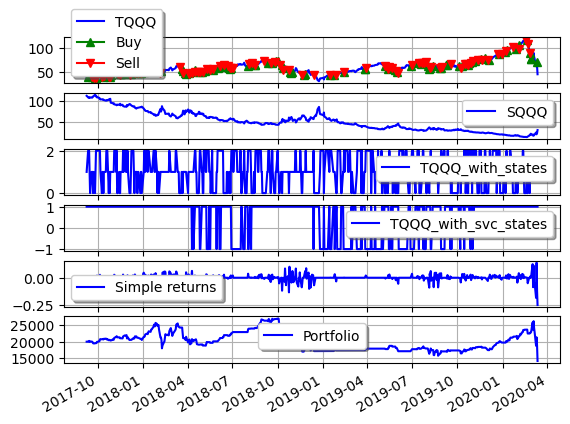 TQQQ
Buy
Sell
100
50
SQQQ
100
50
TQQQ_with_states
2
1
0
TQQQ_with_svc_states
1
0
−1
Simple returns
0.00
−0.25
Portfolio
25000
20000
15000
2017-10 2018-01 2018-04 2018-07 2018-10 2019-01 2019-04 2019-07 2019-10 2020-01 2020-04